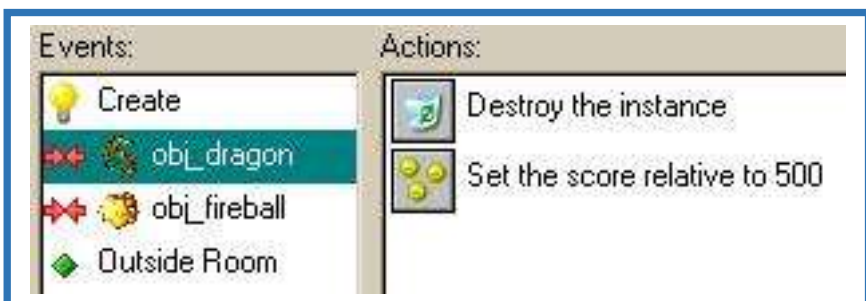 Events:
Create
obj_dragon
obj_fireball
Outside Room
Actions:
Destroy the instance
Set the score relative to 500